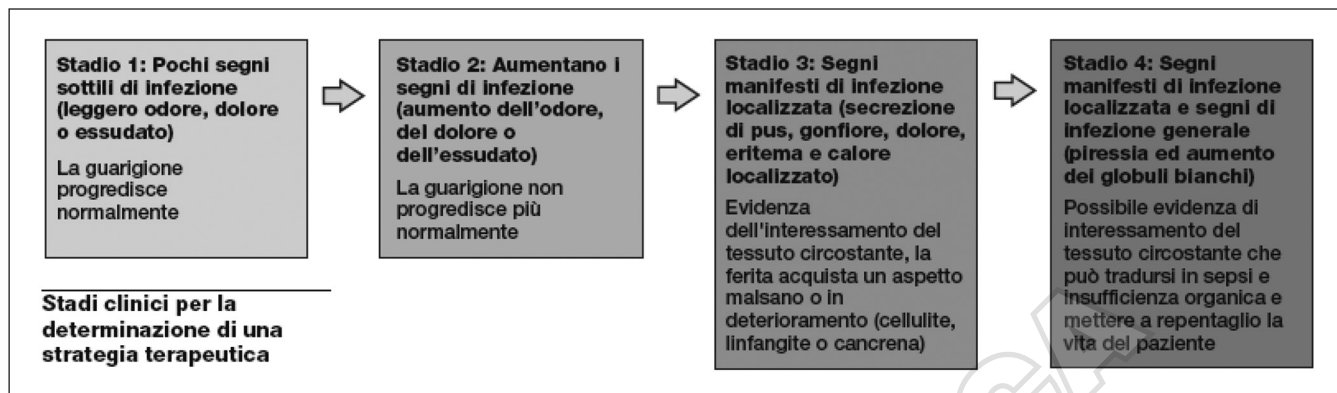 Stadio 1: Pochi segni
sottili di infezione
(leggero odore, dolore
o essudato)
La guarigione
progredisce
normalmente
Stadio 2: Aumentano i
segni di infezione
(aumento dell'odore,
del dolore o
dell'essudato)
La guarigione non
progredisce più
normalmente
Stadio 3: Segni
manifesti di infezione
localizzata (secrezione
di pus, gonfiore, dolore,
eritema e calore
localizzato)
Evidenza
dell'interessamento del
tessuto circostante, la
ferita acquista un aspetto
malsano o in
deterioramento (cellulite,
linfangite o cancrena)
Stadio 4: Segni
manifesti di infezione
localizzata e segni di
infezione generale
(piressia ed aumento
dei globuli bianchi)
Possibile evidenza di
interessamento del
tessuto circostante che
può tradursi in sepsi e
insufficienza organica e
mettere a repentaglio la
vita del paziente
Stadi clinici per la
determinazione di una
strategia terapeutica